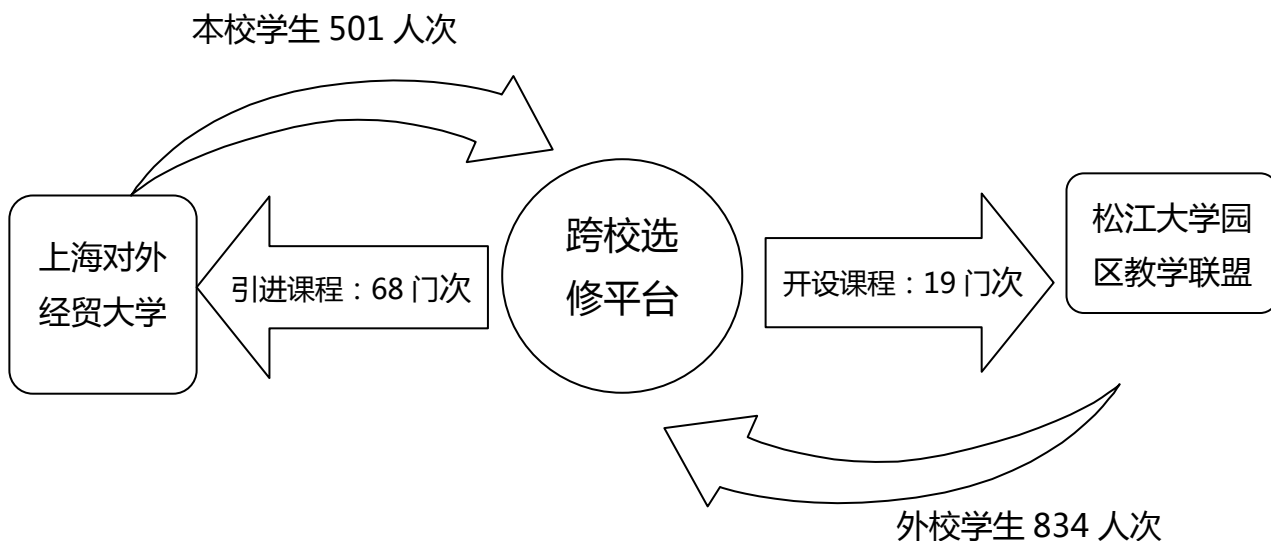 本校学生 501 人次
上海对外
经贸大学
引进课程：68 门次
跨校选
修平台
开设课程：19 门次
松江大学园
区教学联盟
外校学生 834 人次